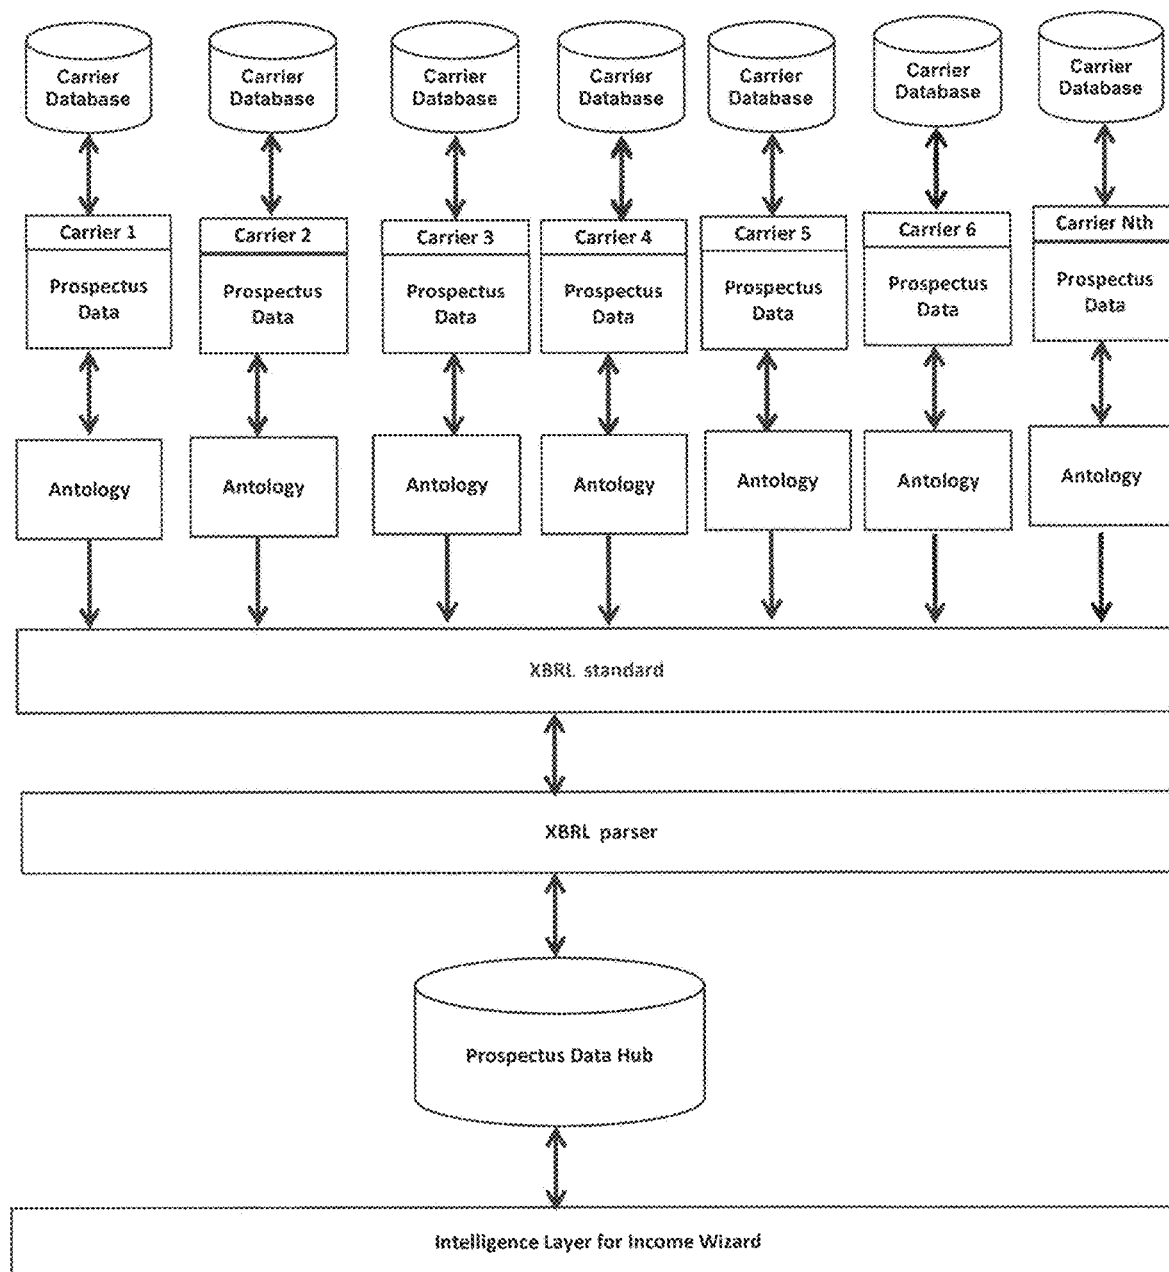 Carrier
Database
Carrier
Database
Carrier
Database
Carrier
Database
Carrier
Database
Carrier
Database
Carrier
Database
Carrier 1
Carrier 2
Carrier 3
Carrier 4
Carrier 5
Carrier 6
Carrier Nth
Prospectus
Data
Prospectus
Data
Prospectus
Data
Prospectus
Data
Prospectus
Data
Prospectus
Data
Prospectus
Data
Antology
Antology
Antology
Antology
Antology
Antology
Antology
XBRL standard
XBRL parser
Prospectus Data Hub
Intelligence Layer for Income Wizard